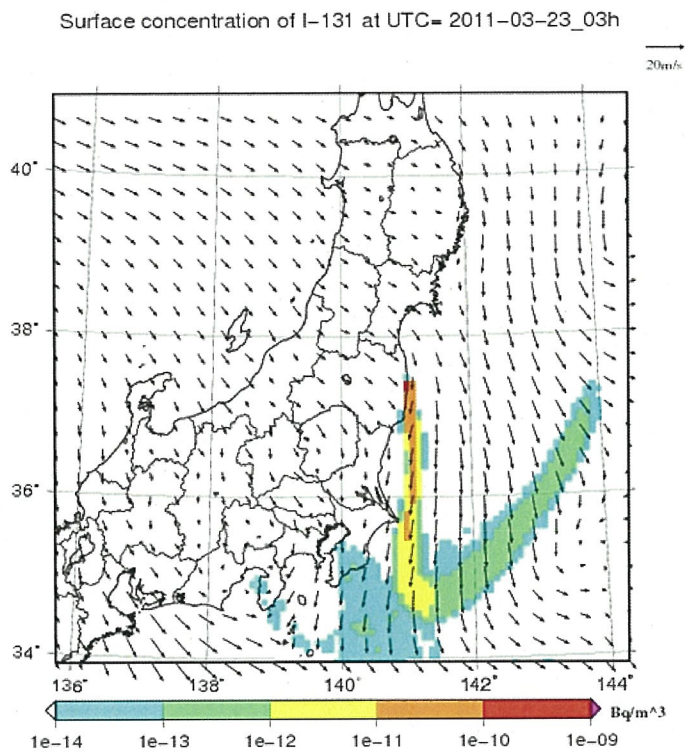 Surface concentration of I-131 at UTC= 2011-03-23_03h
20m/s
40°
38°
36°
34°
136° 138° 140° 142° 144°
Bq/m^3
1e-14 1e-13 1e-12 1e-11 1e-10 1e-09